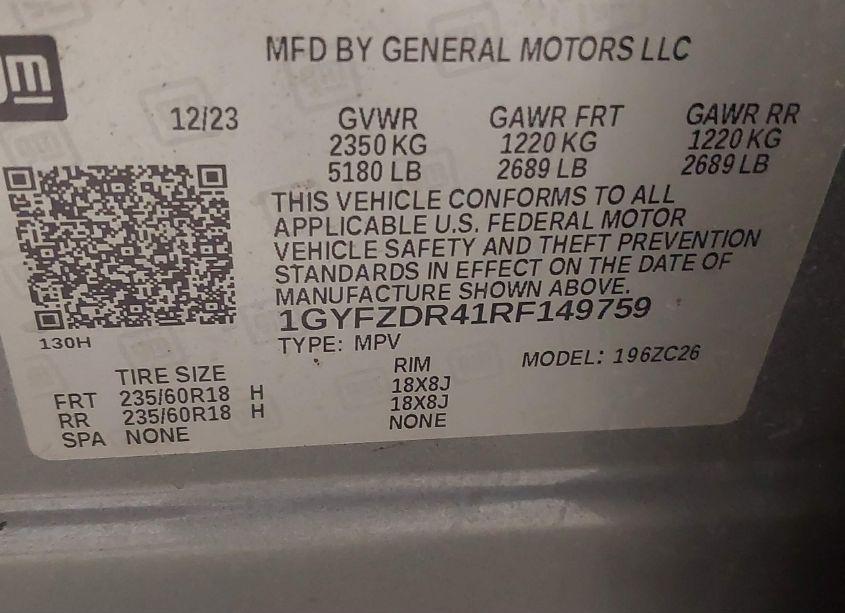 gm
MFD BY GENERAL MOTORS LLC
12/23 GVWR GAWR FRT GAWR RR
2350 KG 1220 KG 1220 KG
5180 LB 2689 LB 2689 LB
THIS VEHICLE CONFORMS TO ALL
APPLICABLE U.S. FEDERAL MOTOR
VEHICLE SAFETY AND THEFT PREVENTION
STANDARDS IN EFFECT ON THE DATE OF
MANUFACTURE SHOWN ABOVE.
1GYFZDR41RF149759
130H
TYPE: MPV MODEL: 196ZC26
TIRE SIZE RIM
FRT 235/60R18 H 18X8J
RR 235/60R18 H 18X8J
SPA NONE NONE